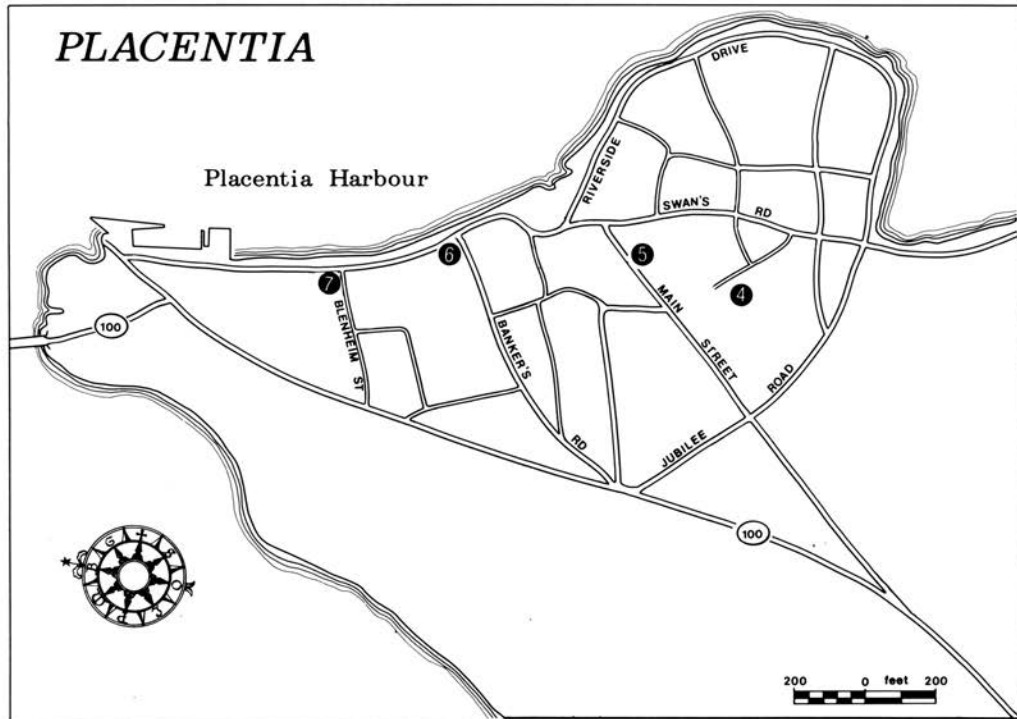 PLACENTIA
DRIVE
Placentia Harbour
RIVERSIDE
SWAN'S
RD
6
5
7
4
MAIN
BLENHEIM
ST
100
BANKER'S
STREET
ROAD
RD
JUBILEE
100
200 0 feet 200